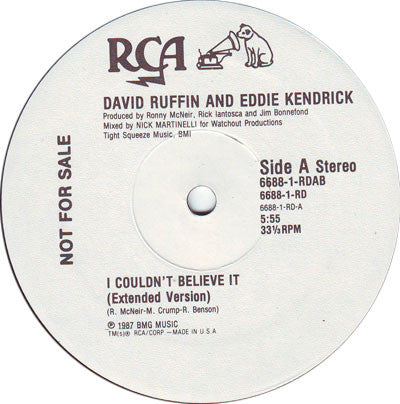 RCA
DAVID RUFFIN AND EDDIE KENDRICK
Produced by Ronny McNeir, Rick Iantosca and Jim Bonnefond
Mixed by NICK MARTINELLI for Watchout Productions
Tight Squeeze Music, BMI
NOT FOR SALE
Side A Stereo
6688-1-RDAB
6688-1-RD
6688-1-RD-A
5:55
33⅓ RPM
I COULDN'T BELIEVE IT
(Extended Version)
(R. McNeir-M. Crump-R. Benson)
℗ 1987 BMG MUSIC
TM(s)® RCA/CORP —MADE IN U.S.A.